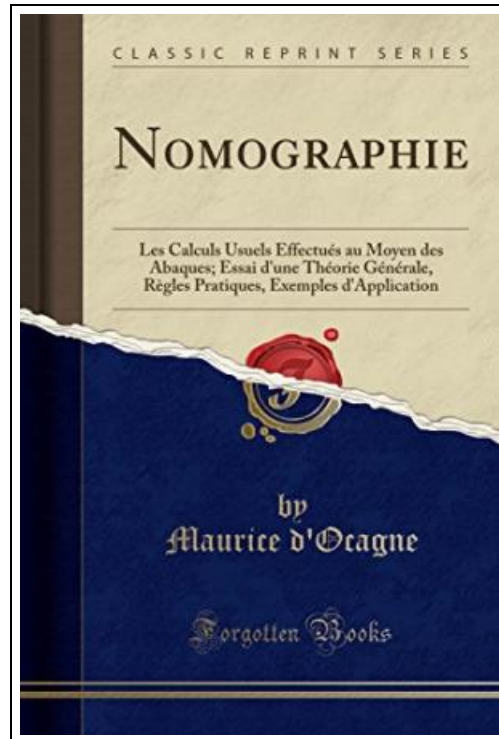 CLASSIC REPRINT SERIES
NOMOGRAPHIE
Les Calculs Usuels Effectués au Moyen des
Abaques; Essai d'une Théorie Générale,
Règles Pratiques, Exemples d'Application
by
Maurice d'Ocagne
Forgotten Books